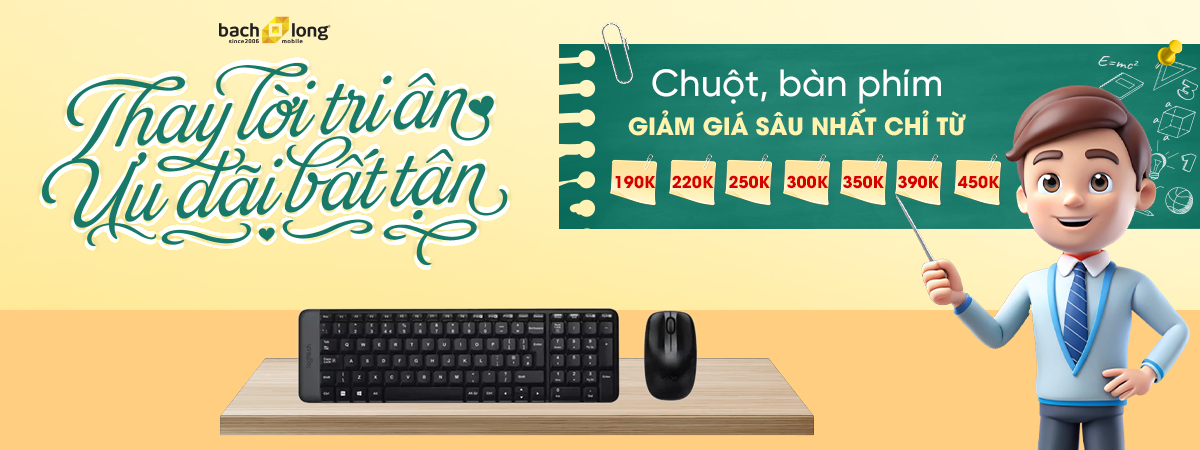 bach long
since2006 mobile
Thay lời tri ân
Ưu đãi bất tận
Chuột, bàn phím
GIẢM GIÁ SÂU NHẤT CHỈ TỪ
190K 220K 250K 300K 350K 390K 450K
E=mc²